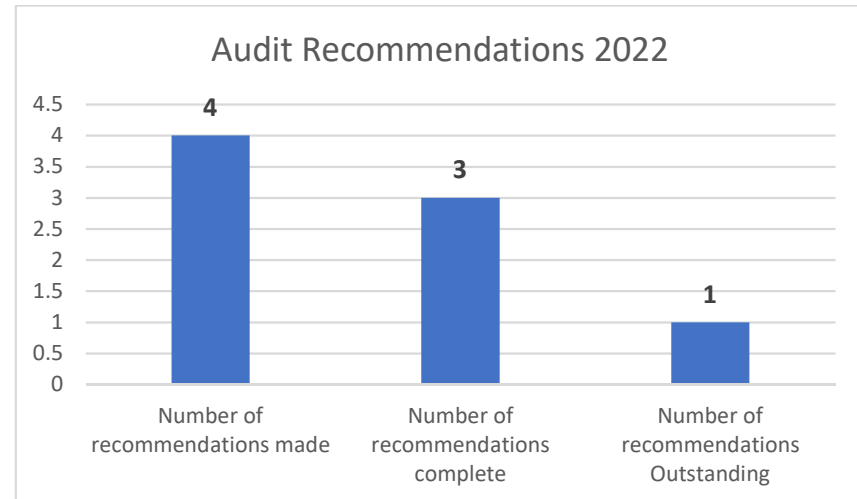 Audit Recommendations 2022
4.5
4
3.5
3
2.5
2
1.5
1
0.5
0
4
3
1
Number of
recommendations made
Number of
recommendations
complete
Number of
recommendations
Outstanding